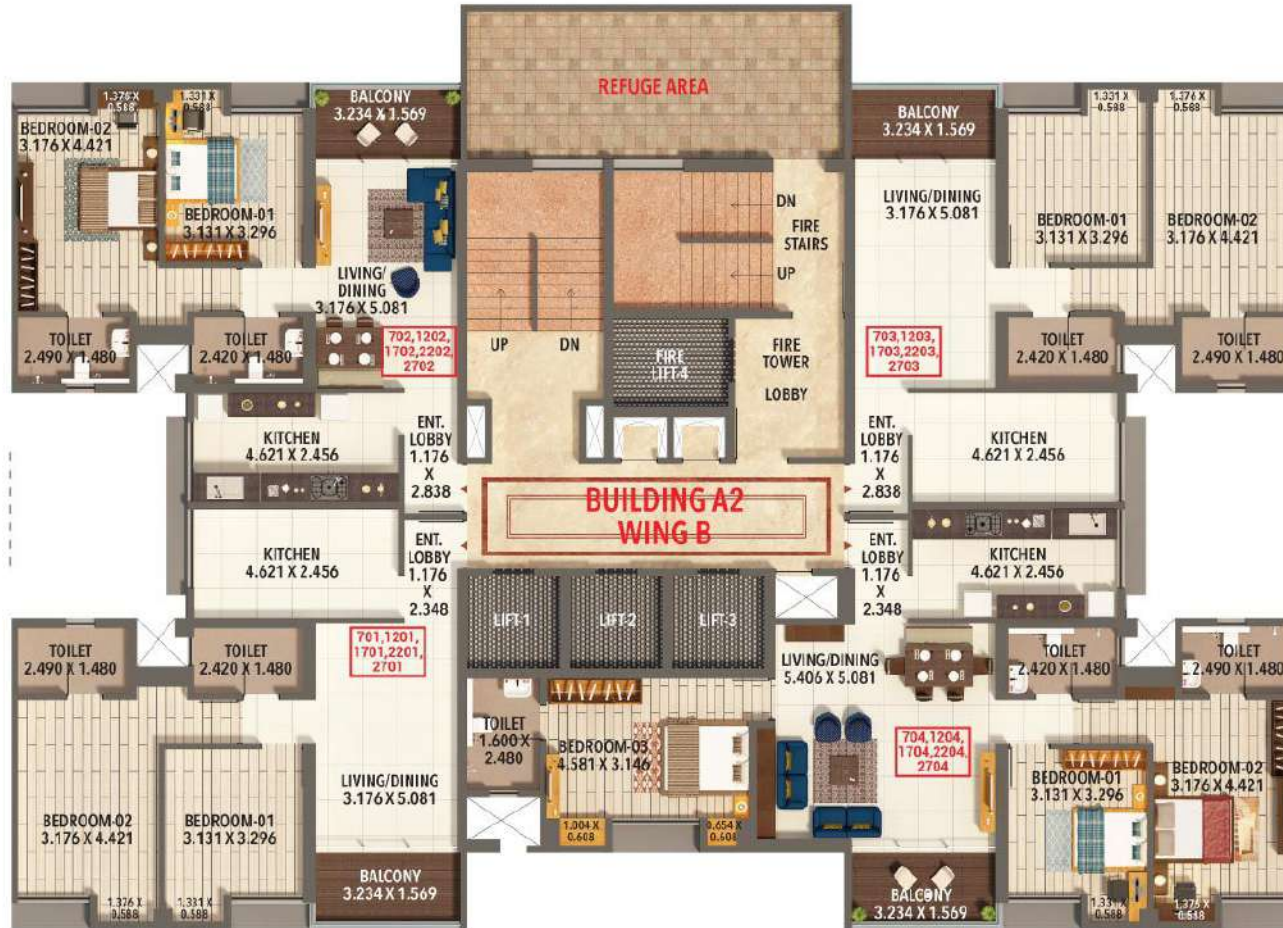 REFUGE AREA
1.376 X
0.588
1.331 X
0.588
BALCONY
3.234 X 1.569
BEDROOM-02
3.176 X 4.421
BEDROOM-01
3.131 X 3.296
LIVING/
DINING
3.176 X 5.081
TOILET
2.490 X 1.480
TOILET
2.420 X 1.480
702,1202,
1702,2202,
2702
KITCHEN
4.621 X 2.456
ENT.
LOBBY
1.176
X
2.838
UP
DN
DN
FIRE
STAIRS
UP
FIRE
LIFT-4
FIRE
TOWER
LOBBY
BALCONY
3.234 X 1.569
1.331 X
0.588
1.376 X
0.588
LIVING/DINING
3.176 X 5.081
BEDROOM-01
3.131 X 3.296
BEDROOM-02
3.176 X 4.421
703,1203,
1703,2203,
2703
TOILET
2.420 X 1.480
TOILET
2.490 X 1.480
ENT.
LOBBY
1.176
X
2.838
KITCHEN
4.621 X 2.456
BUILDING A2
WING B
KITCHEN
4.621 X 2.456
ENT.
LOBBY
1.176
X
2.348
ENT.
LOBBY
1.176
X
2.348
KITCHEN
4.621 X 2.456
LIFT-1
LIFT-2
LIFT-3
TOILET
2.490 X 1.480
TOILET
2.420 X 1.480
701,1201,
1701,2201,
2701
LIVING/DINING
3.176 X 5.081
BEDROOM-02
3.176 X 4.421
BEDROOM-01
3.131 X 3.296
1.376 X
0.588
1.331 X
0.588
BALCONY
3.234 X 1.569
TOILET
1.600 X
2.480
BEDROOM-03
4.581 X 3.146
1.004 X
0.608
0.654 X
0.608
LIVING/DINING
5.406 X 5.081
TOILET
2.420 X 1.480
TOILET
2.490 X 1.480
704,1204,
1704,2204,
2704
BEDROOM-01
3.131 X 3.296
BEDROOM-02
3.176 X 4.421
BALCONY
3.234 X 1.569
1.331 X
0.588
1.376 X
0.588